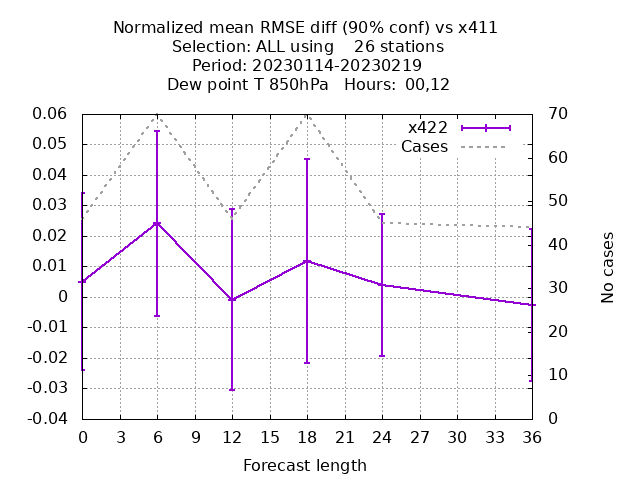 Normalized mean RMSE diff (90% conf) vs x411
Selection: ALL using 26 stations
Period: 20230114-20230219
Dew point T 850hPa Hours: 00,12
x422
Cases
0.06
0.05
0.04
0.03
0.02
0.01
0
-0.01
-0.02
-0.03
-0.04
70
60
50
40
30
20
10
0
No cases
0 3 6 9 12 15 18 21 24 27 30 33 36
Forecast length